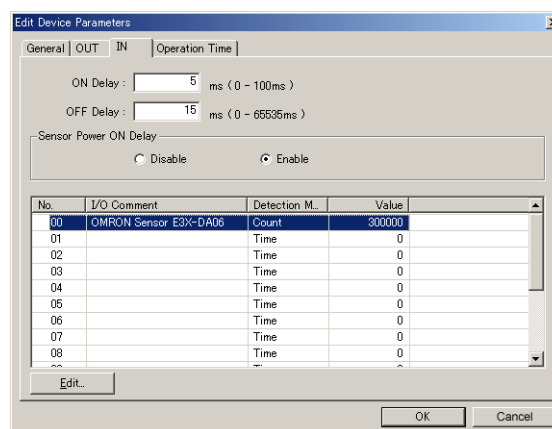 Edit Device Parameters
General OUT IN Operation Time
ON Delay : 5 ms ( 0 - 100ms )
OFF Delay : 15 ms ( 0 - 65535ms )
Sensor Power ON Delay
Disable Enable
No. I/O Comment Detection M... Value
00 OMRON Sensor E3X-DA06 Count 300000
01 Time 0
02 Time 0
03 Time 0
04 Time 0
05 Time 0
06 Time 0
07 Time 0
08 Time 0
Edit...
OK Cancel